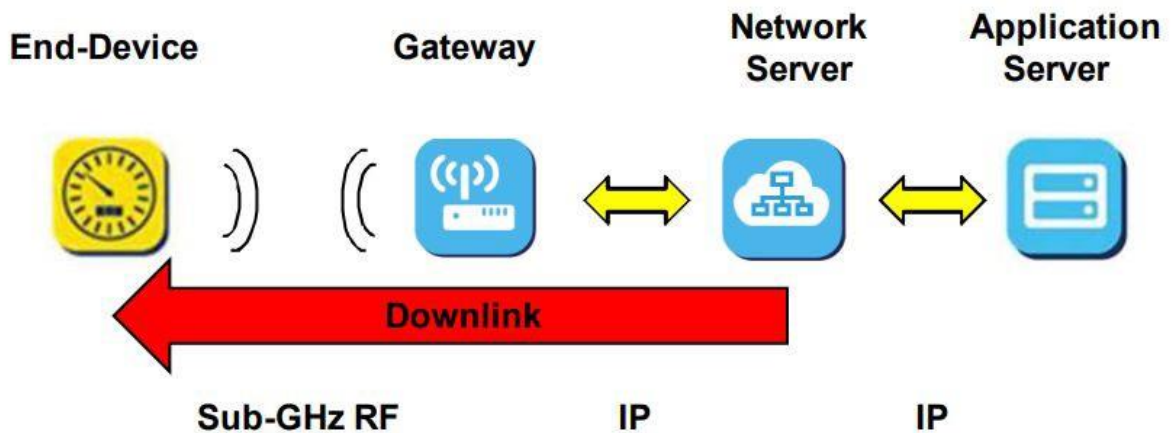 End-Device
Gateway
Network
Server
Application
Server
Downlink
Sub-GHz RF
IP
IP